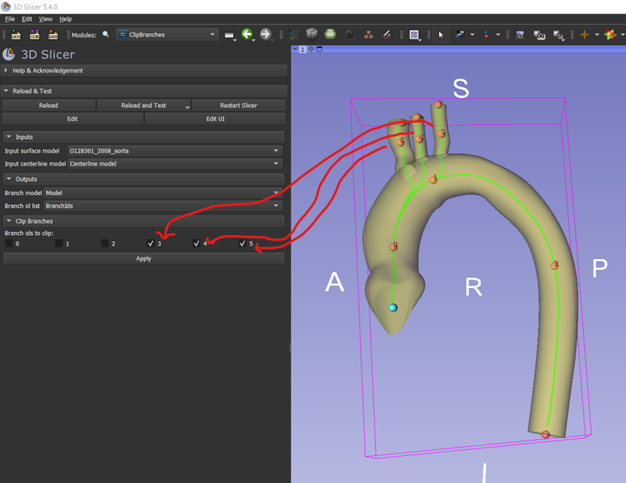 3D Slicer 5.4.0
File Edit View Help
Modules: ClipBranches
3D Slicer
Help & Acknowledgement
Reload & Test
Reload Reload and Test Restart Slicer
Edit Edit UI
Inputs
Input surface model O128301_2008_aorta
Input centerline model Centerline model
Outputs
Branch model Model
Branch id list BranchIds
Clip Branches
Branch ids to clip:
0 1 2 3 4 5
Apply
1
S
A
R
P
I